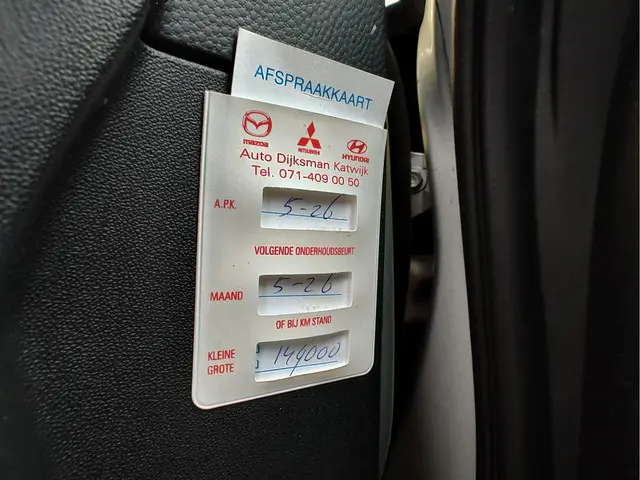 AFSPRAAKKAART
mazda MITSUBISHI HYUNDAI
Auto Dijksman Katwijk
Tel. 071-409 00 50
A.P.K. 5-26
VOLGENDE ONDERHOUDSBEURT
MAAND 5-26
OF BIJ KM STAND
KLEINE
GROTE 144000